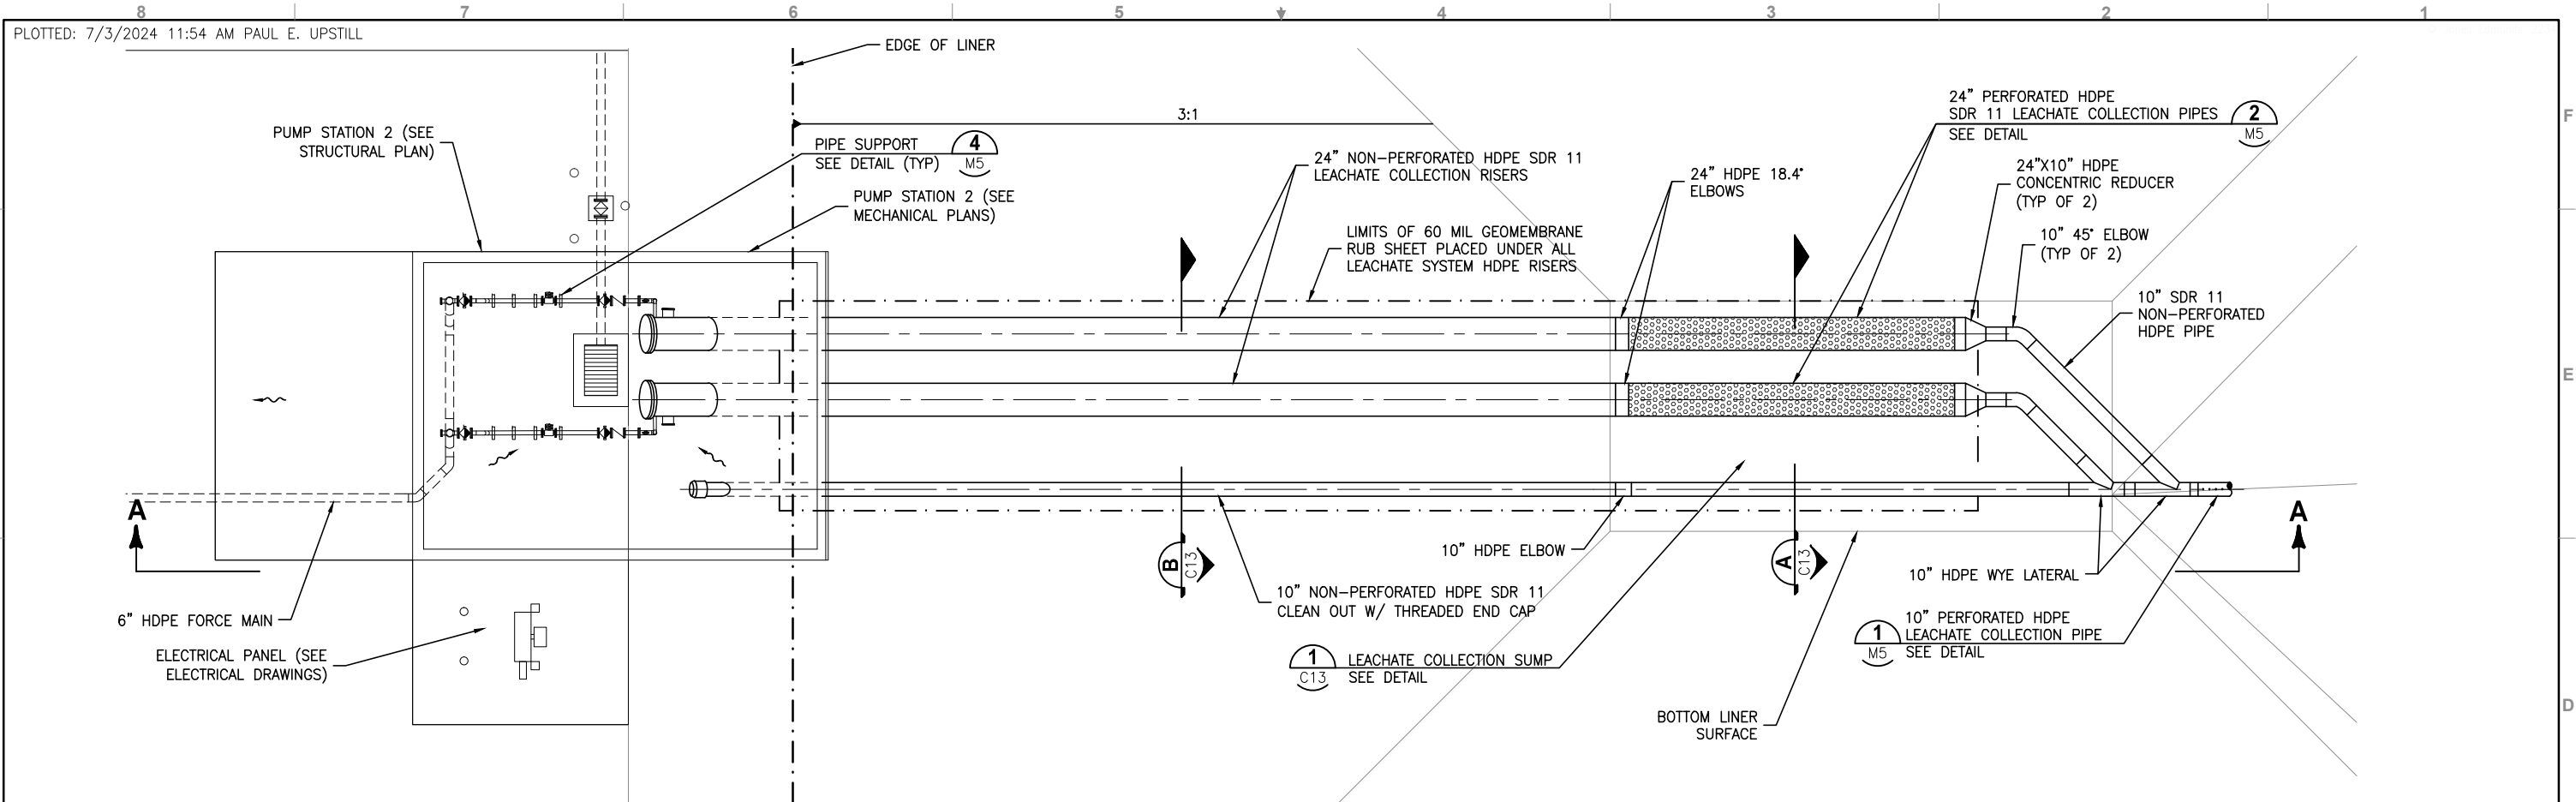 8 7 6 5 4 3 2 1
PLOTTED: 7/3/2024 11:54 AM PAUL E. UPSTILL
EDGE OF LINER
3:1
F
PUMP STATION 2 (SEE
STRUCTURAL PLAN)
PIPE SUPPORT
SEE DETAIL (TYP)
4
M5
PUMP STATION 2 (SEE
MECHANICAL PLANS)
24" NON-PERFORATED HDPE SDR 11
LEACHATE COLLECTION RISERS
LIMITS OF 60 MIL GEOMEMBRANE
RUB SHEET PLACED UNDER ALL
LEACHATE SYSTEM HDPE RISERS
24" HDPE 18.4°
ELBOWS
24" PERFORATED HDPE
SDR 11 LEACHATE COLLECTION PIPES
SEE DETAIL
2
M5
24"X10" HDPE
CONCENTRIC REDUCER
(TYP OF 2)
10" 45° ELBOW
(TYP OF 2)
10" SDR 11
NON-PERFORATED
HDPE PIPE
E
A
6" HDPE FORCE MAIN
ELECTRICAL PANEL (SEE
ELECTRICAL DRAWINGS)
B
C13
10" HDPE ELBOW
10" NON-PERFORATED HDPE SDR 11
CLEAN OUT W/ THREADED END CAP
1
C13
LEACHATE COLLECTION SUMP
SEE DETAIL
A
C13
10" HDPE WYE LATERAL
A
1
M5
10" PERFORATED HDPE
LEACHATE COLLECTION PIPE
SEE DETAIL
BOTTOM LINER
SURFACE
D